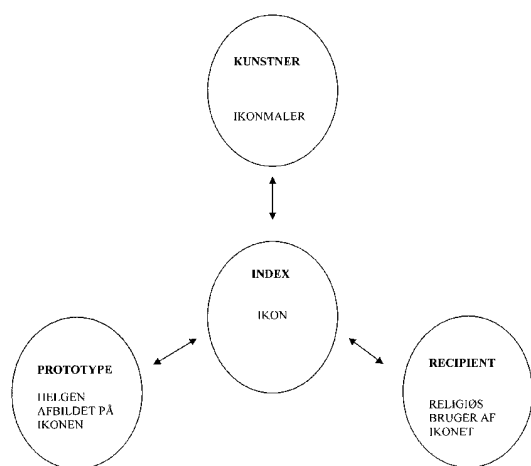 KUNSTNER
IKONMALER
INDEX
IKON
PROTOTYPE
HELGEN
AFBILDET PÅ
IKONEN
RECIPIENT
RELIGIØS
BRUGER AF
IKONET